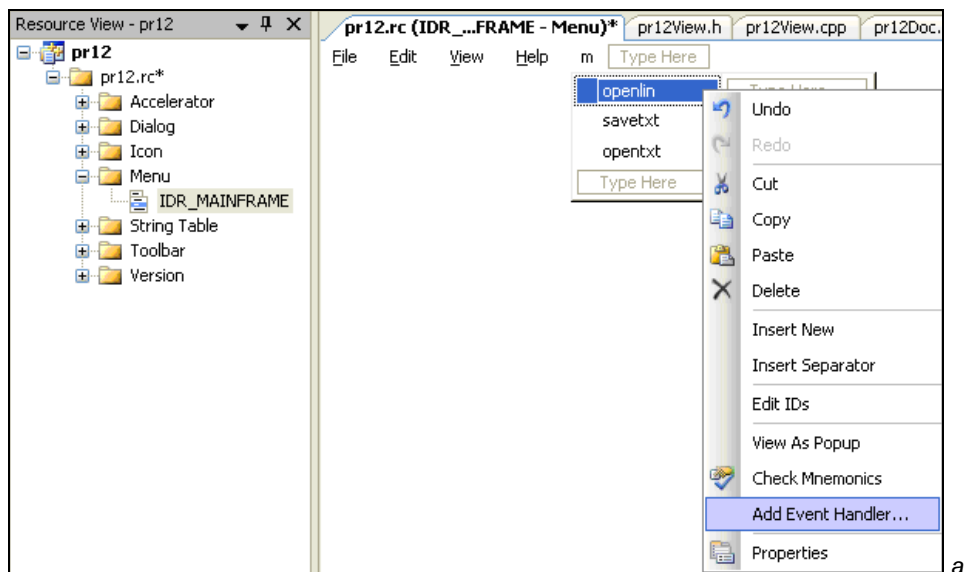 Resource View - pr12
pr12
pr12.rc*
Accelerator
Dialog
Icon
Menu
IDR_MAINFRAME
String Table
Toolbar
Version
pr12.rc (IDR_...FRAME - Menu)* pr12View.h pr12View.cpp pr12Doc.
File Edit View Help m Type Here
openlin Type Here
savetxt
opentxt
Type Here
Undo
Redo
Cut
Copy
Paste
Delete
Insert New
Insert Separator
Edit IDs
View As Popup
Check Mnemonics
Add Event Handler...
Properties
а